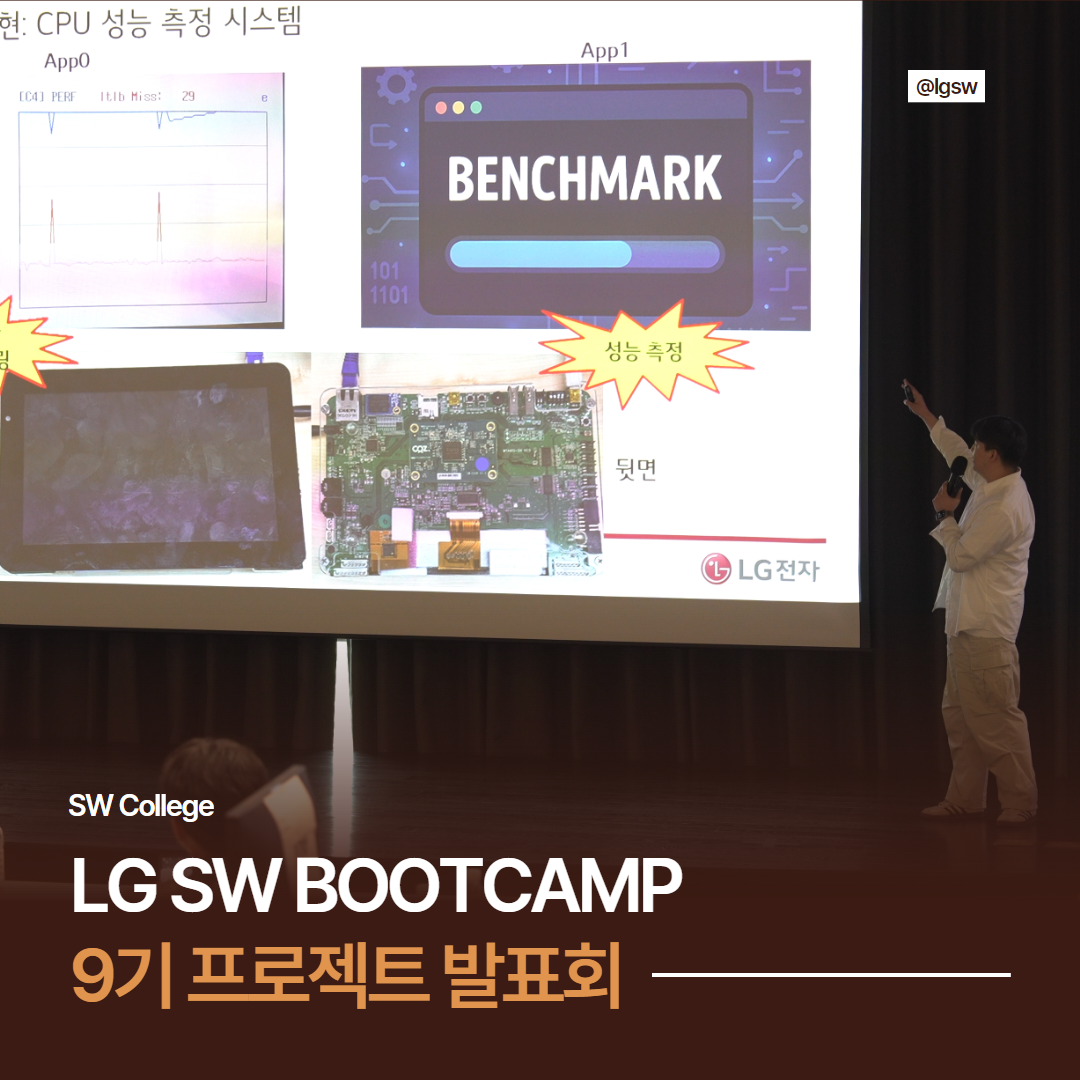 현: CPU 성능 측정 시스템
App0
App1
@lgsw
[C4] PERF Itlb Miss: 29
BENCHMARK
101
1101
링
성능 측정
뒷면
LG전자
SW College
LG SW BOOTCAMP
9기 프로젝트 발표회